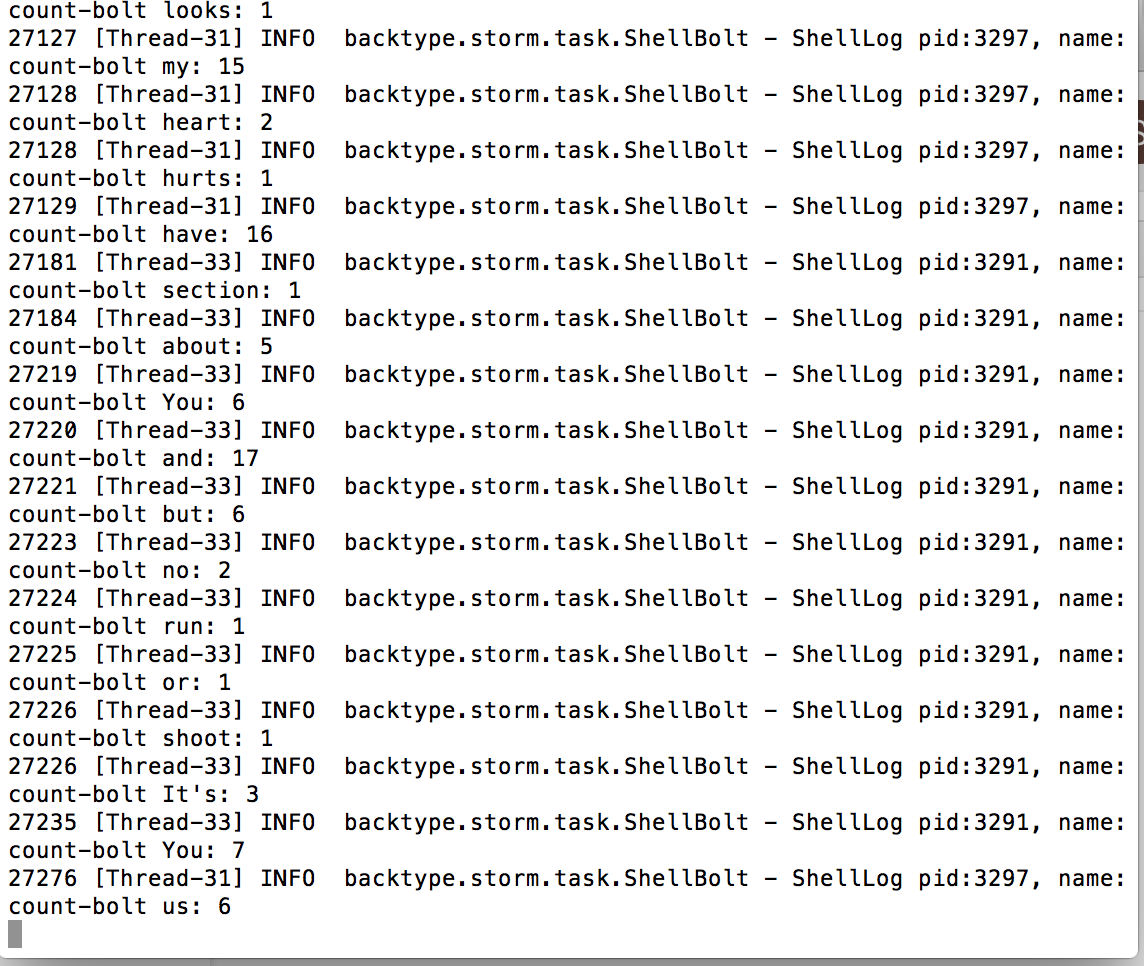 count-bolt looks: 1
27127 [Thread-31] INFO  backtype.storm.task.ShellBolt - ShellLog pid:3297, name:
count-bolt my: 15
27128 [Thread-31] INFO  backtype.storm.task.ShellBolt - ShellLog pid:3297, name:
count-bolt heart: 2
27128 [Thread-31] INFO  backtype.storm.task.ShellBolt - ShellLog pid:3297, name:
count-bolt hurts: 1
27129 [Thread-31] INFO  backtype.storm.task.ShellBolt - ShellLog pid:3297, name:
count-bolt have: 16
27181 [Thread-33] INFO  backtype.storm.task.ShellBolt - ShellLog pid:3291, name:
count-bolt section: 1
27184 [Thread-33] INFO  backtype.storm.task.ShellBolt - ShellLog pid:3291, name:
count-bolt about: 5
27219 [Thread-33] INFO  backtype.storm.task.ShellBolt - ShellLog pid:3291, name:
count-bolt You: 6
27220 [Thread-33] INFO  backtype.storm.task.ShellBolt - ShellLog pid:3291, name:
count-bolt and: 17
27221 [Thread-33] INFO  backtype.storm.task.ShellBolt - ShellLog pid:3291, name:
count-bolt but: 6
27223 [Thread-33] INFO  backtype.storm.task.ShellBolt - ShellLog pid:3291, name:
count-bolt no: 2
27224 [Thread-33] INFO  backtype.storm.task.ShellBolt - ShellLog pid:3291, name:
count-bolt run: 1
27225 [Thread-33] INFO  backtype.storm.task.ShellBolt - ShellLog pid:3291, name:
count-bolt or: 1
27226 [Thread-33] INFO  backtype.storm.task.ShellBolt - ShellLog pid:3291, name:
count-bolt shoot: 1
27226 [Thread-33] INFO  backtype.storm.task.ShellBolt - ShellLog pid:3291, name:
count-bolt It's: 3
27235 [Thread-33] INFO  backtype.storm.task.ShellBolt - ShellLog pid:3291, name:
count-bolt You: 7
27276 [Thread-31] INFO  backtype.storm.task.ShellBolt - ShellLog pid:3297, name:
count-bolt us: 6